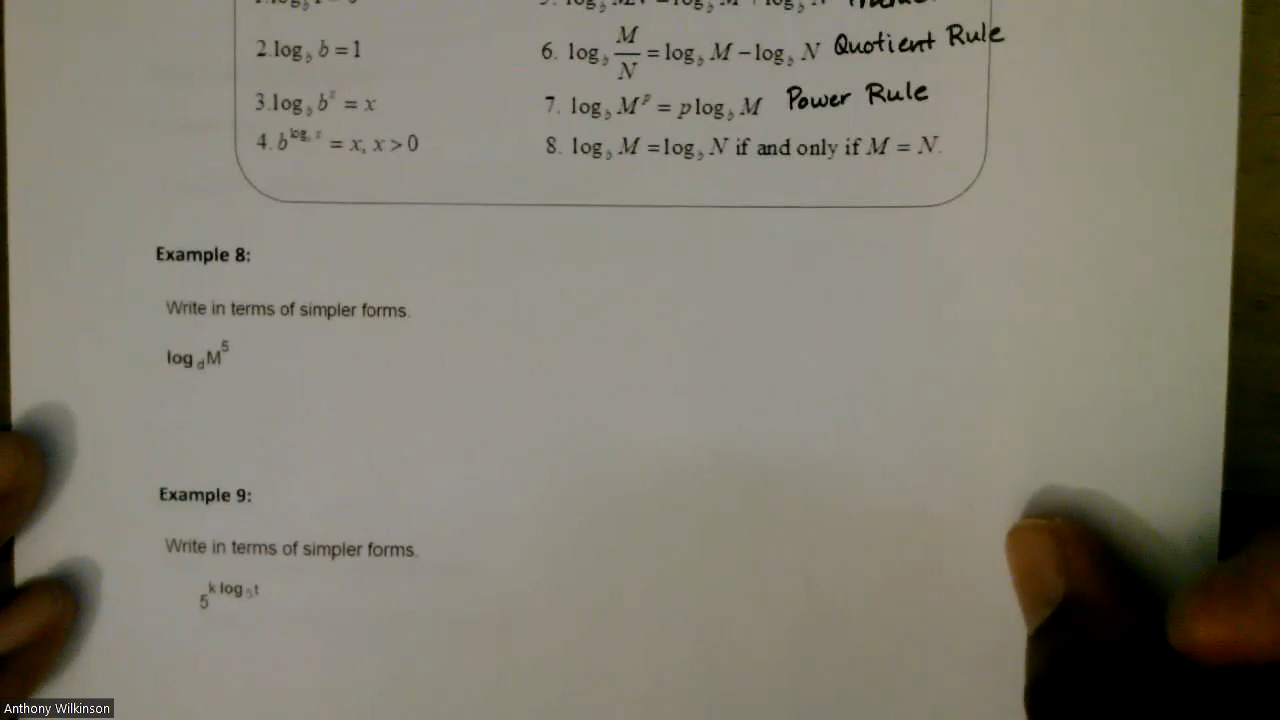 2.log_b b = 1
6. log_b M/N = log_b M − log_b N Quotient Rule
3.log_b b^x = x
7. log_b M^p = p log_b M Power Rule
4.b^(log_b x) = x, x > 0
8. log_b M = log_b N if and only if M = N.
Example 8:
Write in terms of simpler forms.
log_d M^5
Example 9:
Write in terms of simpler forms.
5^(k log_5 t)
Anthony Wilkinson